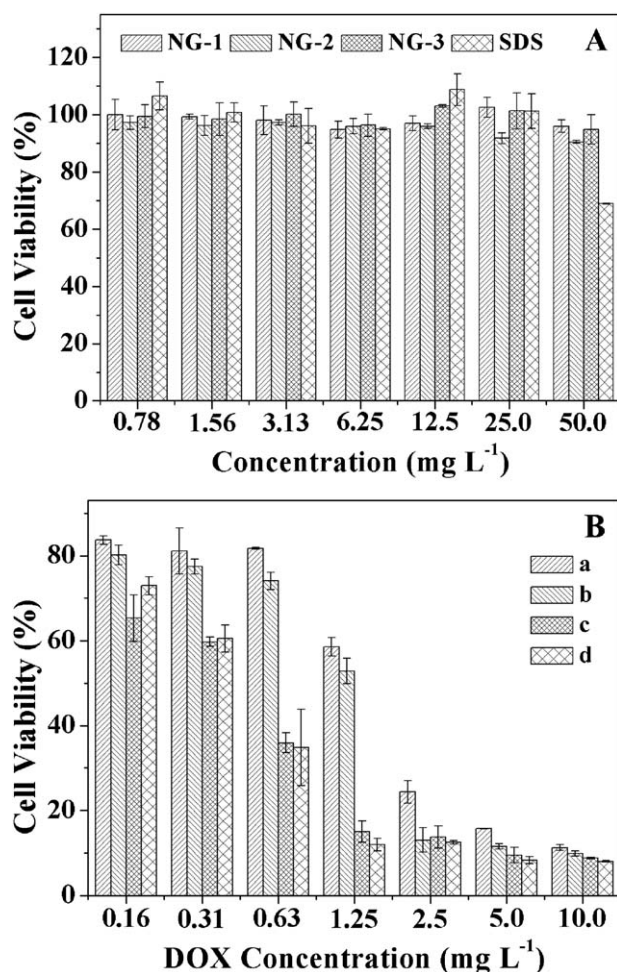 NG-1 NG-2 NG-3 SDS A
120
100
80
60
40
20
0
Cell Viability (%)
0.78 1.56 3.13 6.25 12.5 25.0 50.0
Concentration (mg L⁻¹)
B
80
60
40
20
0
a
b
c
d
Cell Viability (%)
0.16 0.31 0.63 1.25 2.5 5.0 10.0
DOX Concentration (mg L⁻¹)